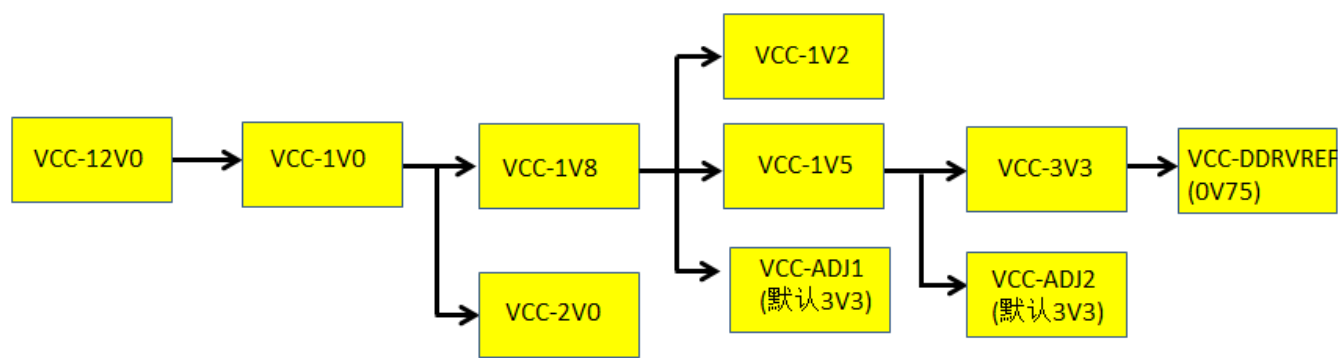 VCC-12V0
VCC-1V0
VCC-1V8
VCC-2V0
VCC-1V2
VCC-1V5
VCC-ADJ1
(默认3V3)
VCC-3V3
VCC-ADJ2
(默认3V3)
VCC-DDRVREF
(0V75)